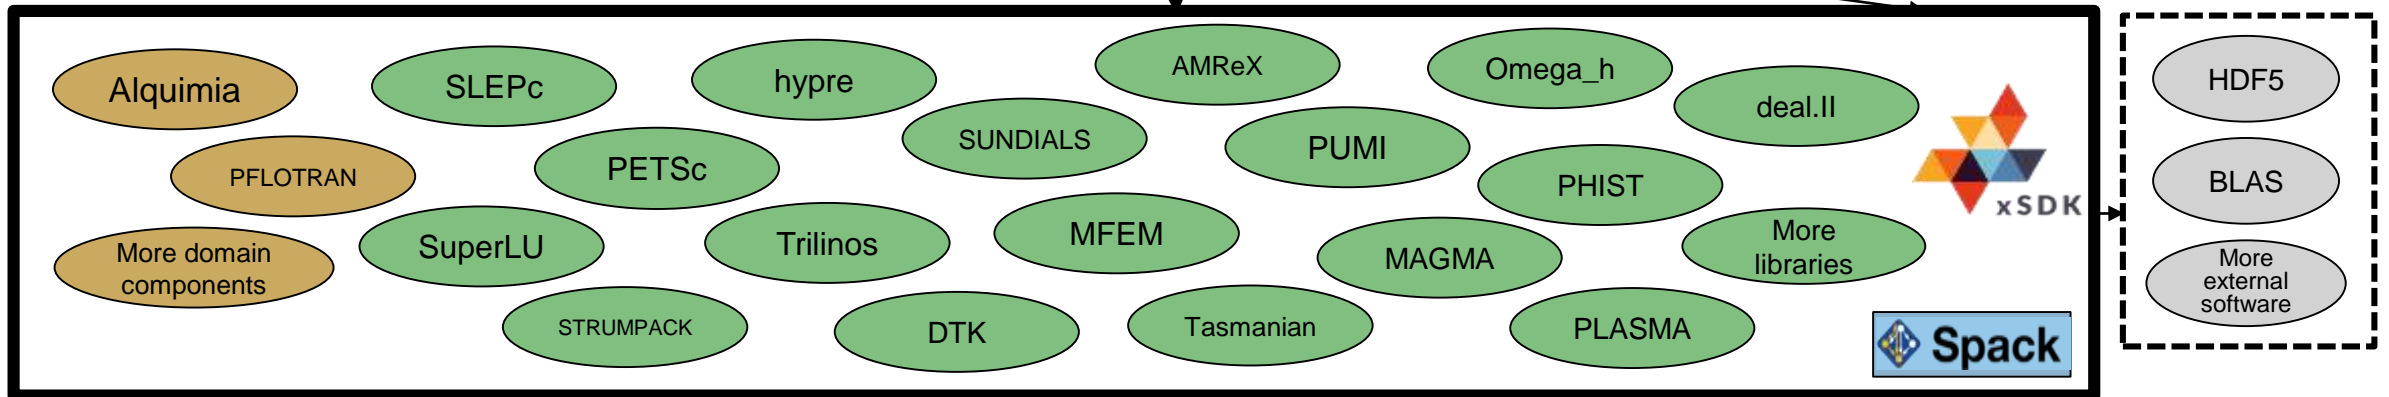 Alquimia
SLEPc
hypre
AMReX
Omega_h
deal.II
HDF5
PFLOTRAN
PETSc
SUNDIALS
PUMI
PHIST
xSDK
BLAS
More domain
components
SuperLU
Trilinos
MFEM
MAGMA
More
libraries
More
external
software
STRUMPACK
DTK
Tasmanian
PLASMA
Spack